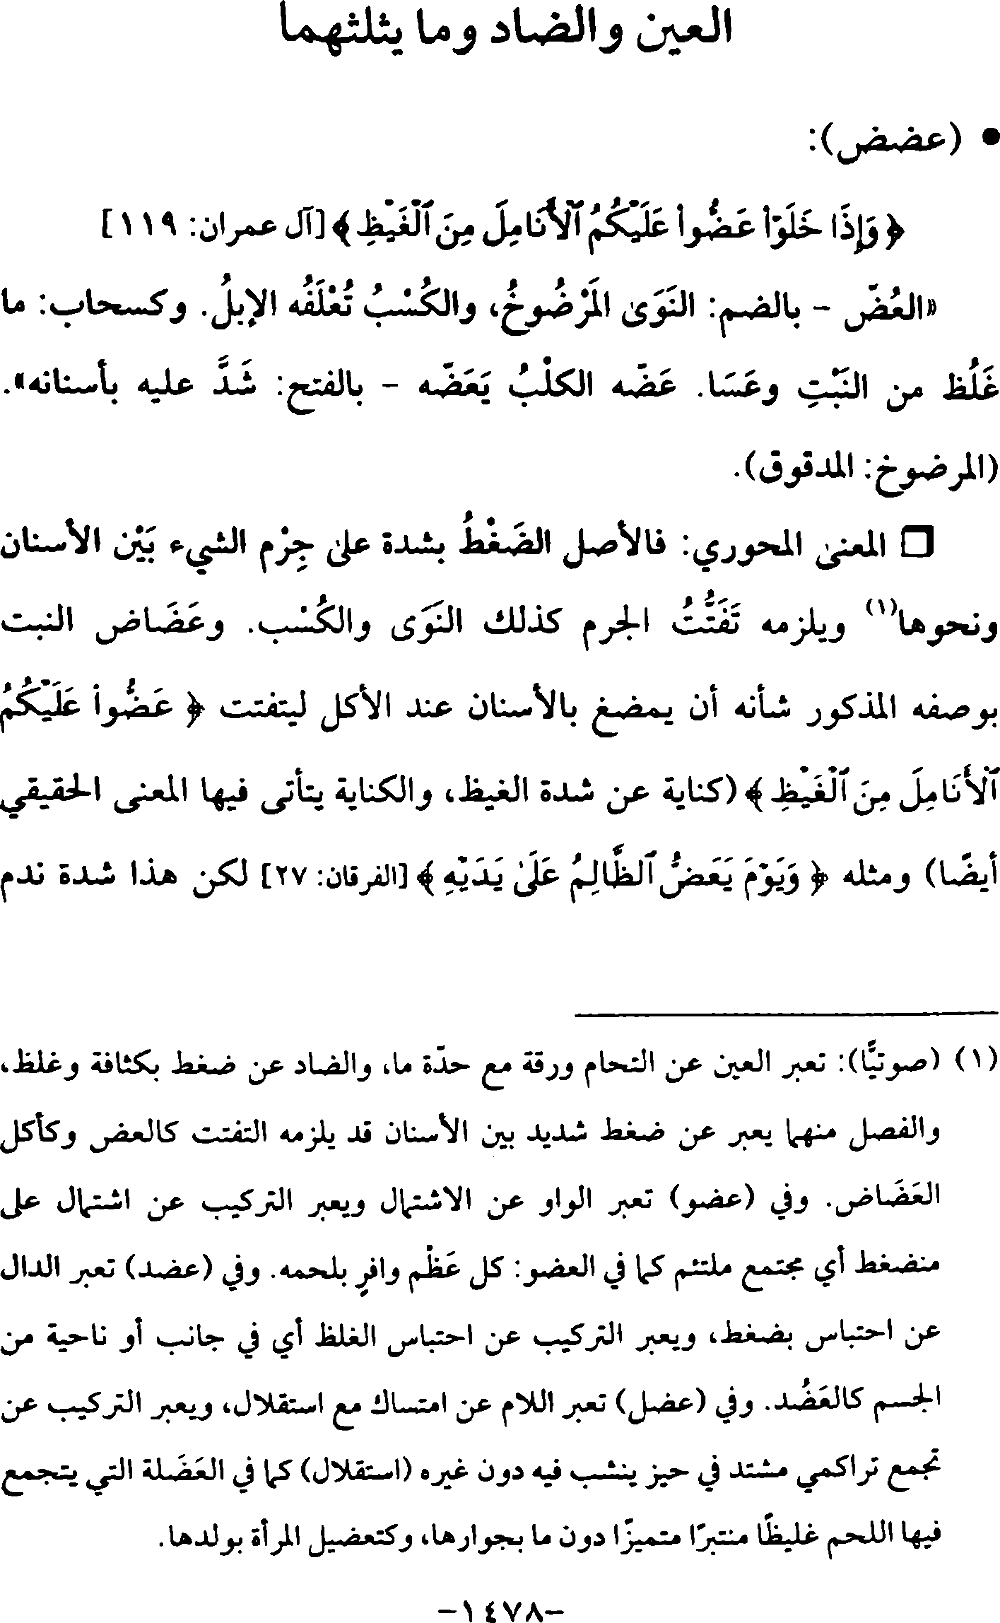 العين والضاد وما يثلثهما
• (عضض):
﴿ وَإِذَا خَلَوْا۟ عَضُّوا۟ عَلَيْكُمُ ٱلْأَنَامِلَ مِنَ ٱلْغَيْظِ ﴾ [آل عمران: ١١٩]
«العُضّ - بالضم: النَوَى المَرْضُوخُ، والكُسْبُ تُعْلَفُه الإبلُ. وكسحاب: ما
غَلُظ من النَبْتِ وعَسَا. عَضّه الكلْبُ يَعَضّه - بالفتح: شَدَّ عليه بأسنانه».
(المرضوخ: المدقوق).
□ المعنى المحوري: فالأصل الضَغْطُ بشدة على جِرْم الشيء بَيْن الأسنان
ونحوها(١) ويلزمه تَفَتُّتُ الجرم كذلك النَوَى والكُسْب. وعَضَاض النبت
بوصفه المذكور شأنه أن يمضغ بالأسنان عند الأكل ليتفتت ﴿ عَضُّوا۟ عَلَيْكُمُ
ٱلْأَنَامِلَ مِنَ ٱلْغَيْظِ ﴾ (كناية عن شدة الغيظ، والكناية يتأتى فيها المعنى الحقيقي
أيضًا) ومثله ﴿ وَيَوْمَ يَعَضُّ ٱلظَّالِمُ عَلَىٰ يَدَيْهِ ﴾ [الفرقان: ٢٧] لكن هذا شدة ندم
(١) (صوتيًّا): تعبر العين عن التحام ورقة مع حدّة ما، والضاد عن ضغط بكثافة وغلظ،
والفصل منهما يعبر عن ضغط شديد بين الأسنان قد يلزمه التفتت كالعض وكأكل
العَضَاض. وفي (عضو) تعبر الواو عن الاشتمال ويعبر التركيب عن اشتمال على
منضغط أي مجتمع ملتئم كما في العضو: كل عَظْم وافرٍ بلحمه. وفي (عضد) تعبر الدال
عن احتباس بضغط، ويعبر التركيب عن احتباس الغلظ أي في جانب أو ناحية من
الجسم كالعَضُد. وفي (عضل) تعبر اللام عن امتساك مع استقلال، ويعبر التركيب عن
تجمع تراكمي مشتد في حيز ينشب فيه دون غيره (استقلال) كما في العَضَلة التي يتجمع
فيها اللحم غليظًا منتبرًا متميزًا دون ما بجوارها، وكتعضيل المرأة بولدها.
-١٤٧٨-